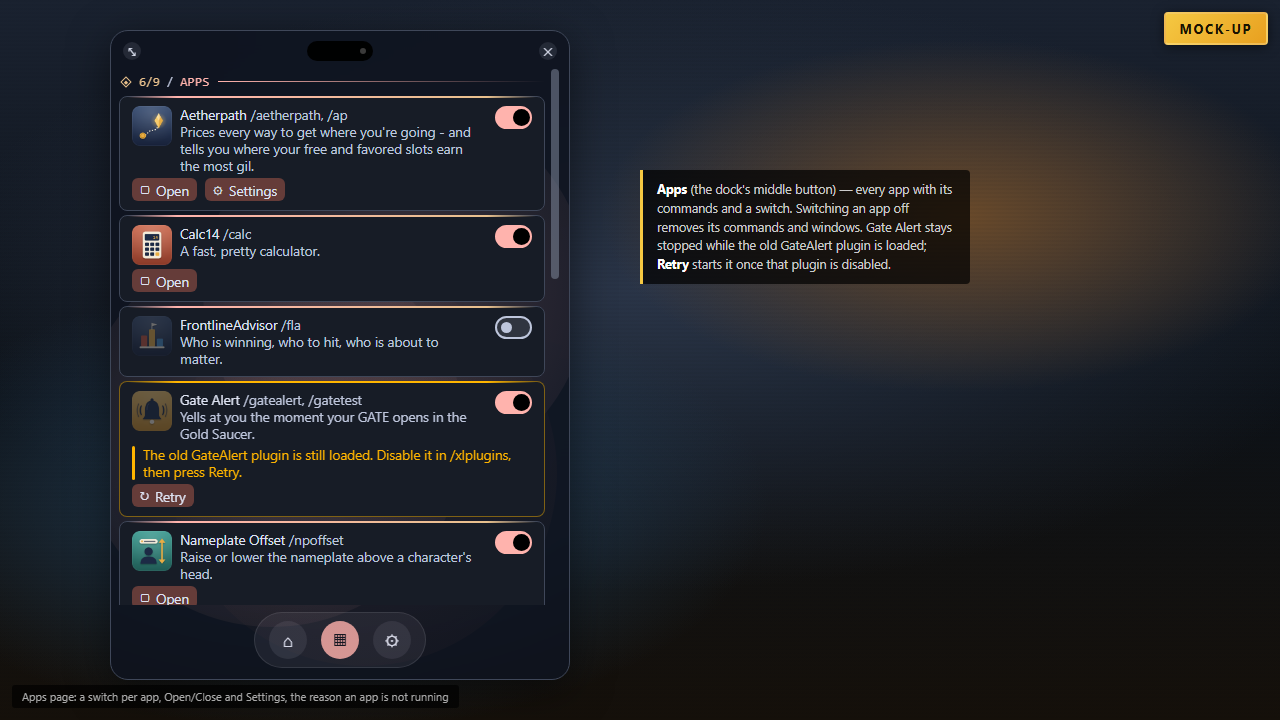 MOCK-UP
6/9 / APPS
Aetherpath /aetherpath, /ap
Prices every way to get where you're going - and
tells you where your free and favored slots earn
the most gil.
Open
Settings
Calc14 /calc
A fast, pretty calculator.
Open
FrontlineAdvisor /fla
Who is winning, who to hit, who is about to
matter.
Gate Alert /gatealert, /gatetest
Yells at you the moment your GATE opens in the
Gold Saucer.
The old GateAlert plugin is still loaded. Disable it in /xlplugins,
then press Retry.
Retry
Nameplate Offset /npoffset
Raise or lower the nameplate above a character's
head.
Open
Apps (the dock's middle button) — every app with its
commands and a switch. Switching an app off
removes its commands and windows. Gate Alert stays
stopped while the old GateAlert plugin is loaded;
Retry starts it once that plugin is disabled.
Apps page: a switch per app, Open/Close and Settings, the reason an app is not running